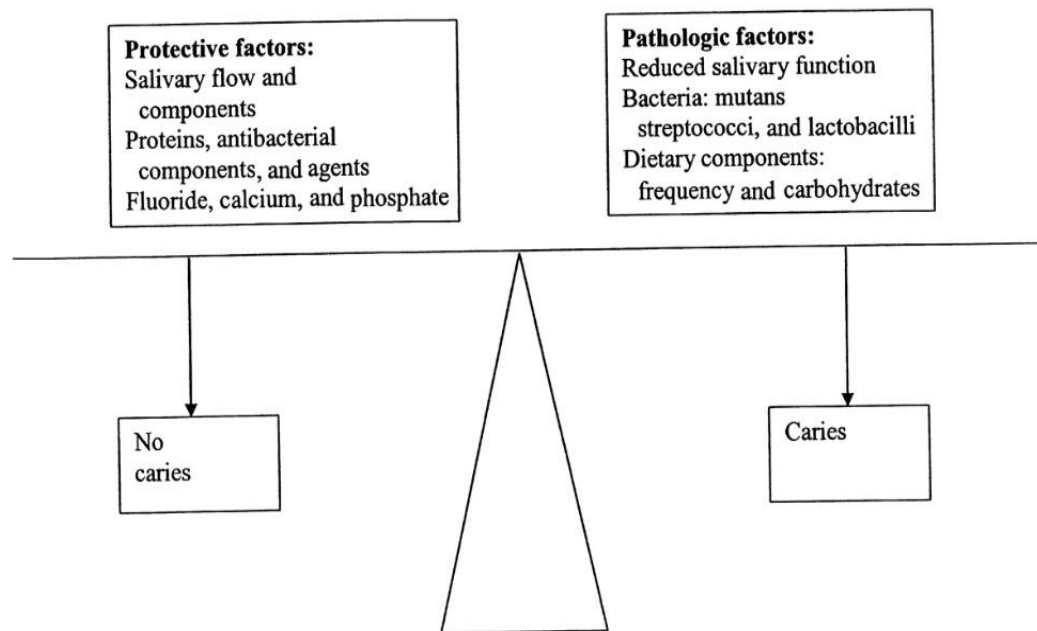 Protective factors:
Salivary flow and
components
Proteins, antibacterial
components, and agents
Fluoride, calcium, and phosphate
Pathologic factors:
Reduced salivary function
Bacteria: mutans
streptococci, and lactobacilli
Dietary components:
frequency and carbohydrates
No
caries
Caries